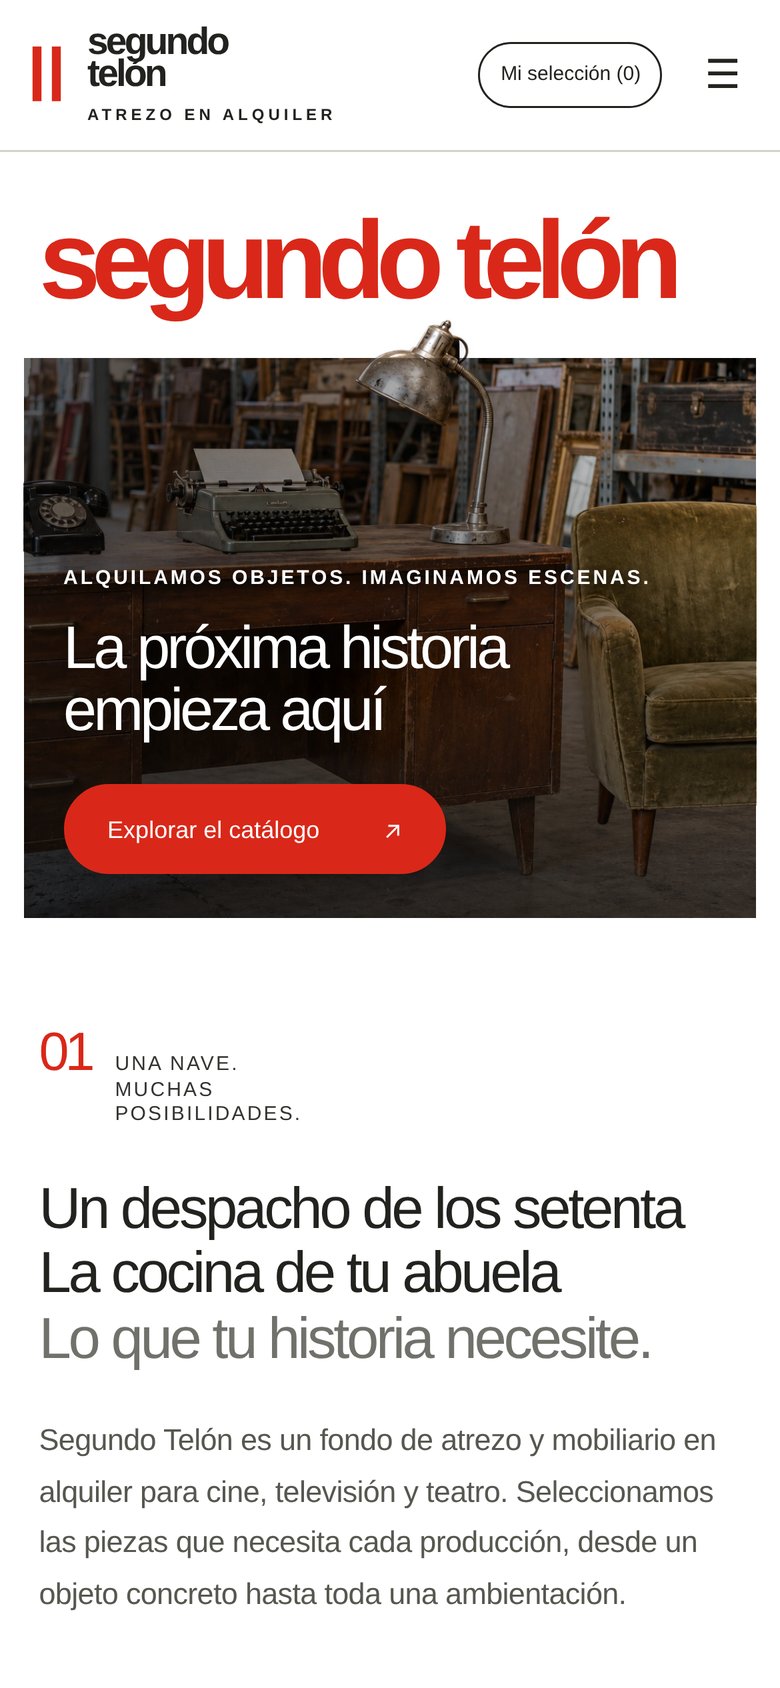 segundo
telón
ATREZO EN ALQUILER
Mi selección (0)
segundo telón
ALQUILAMOS OBJETOS. IMAGINAMOS ESCENAS.
La próxima historia
empieza aquí
Explorar el catálogo
01
UNA NAVE.
MUCHAS
POSIBILIDADES.
Un despacho de los setenta
La cocina de tu abuela
Lo que tu historia necesite.
Segundo Telón es un fondo de atrezo y mobiliario en
alquiler para cine, televisión y teatro. Seleccionamos
las piezas que necesita cada producción, desde un
objeto concreto hasta toda una ambientación.